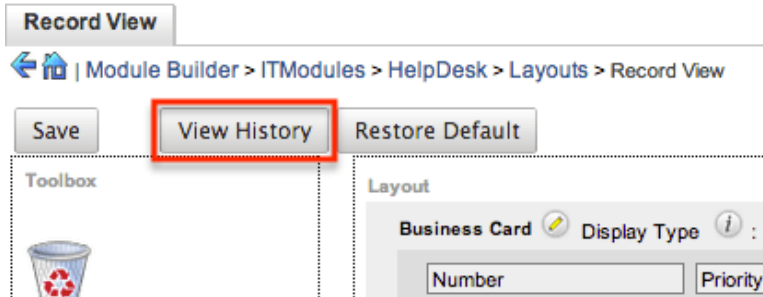 Record View
| Module Builder > ITModules > HelpDesk > Layouts > Record View
Save View History Restore Default
Toolbox
Layout
Business Card Display Type i :
Number Priority